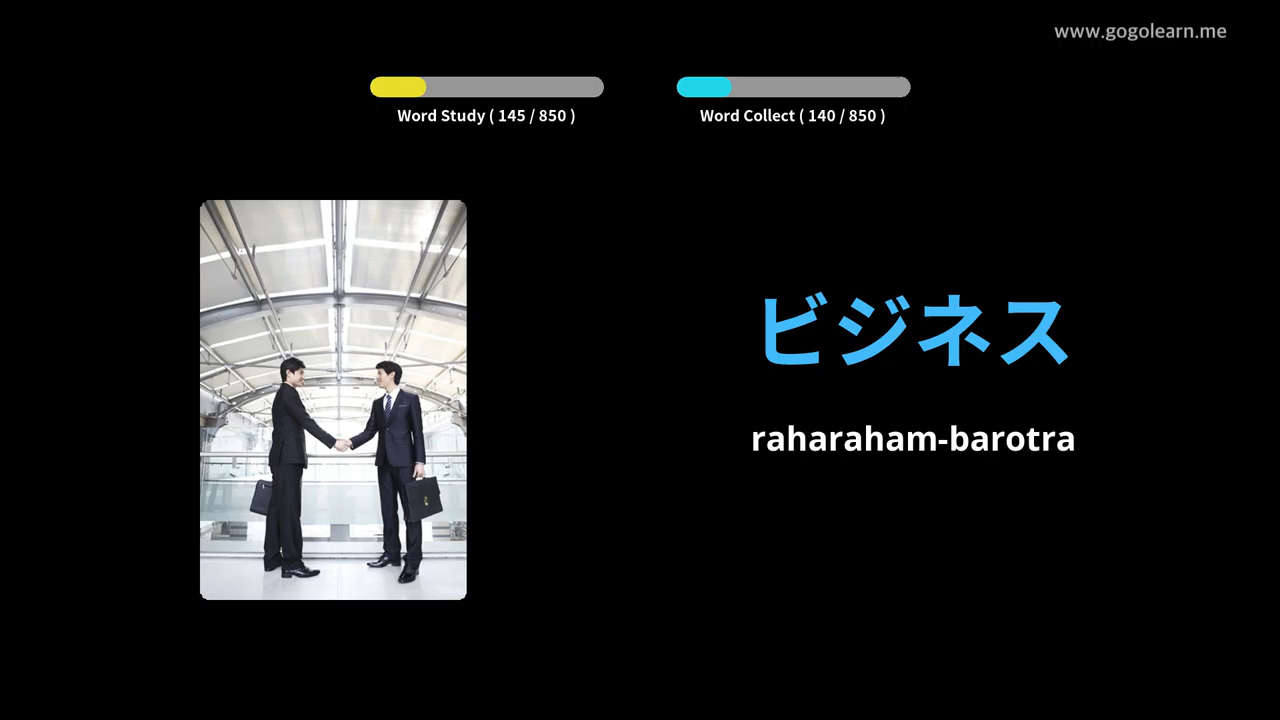 www.gogolearn.me
Word Study ( 145 / 850 )
Word Collect ( 140 / 850 )
ビジネス
raharaham-barotra